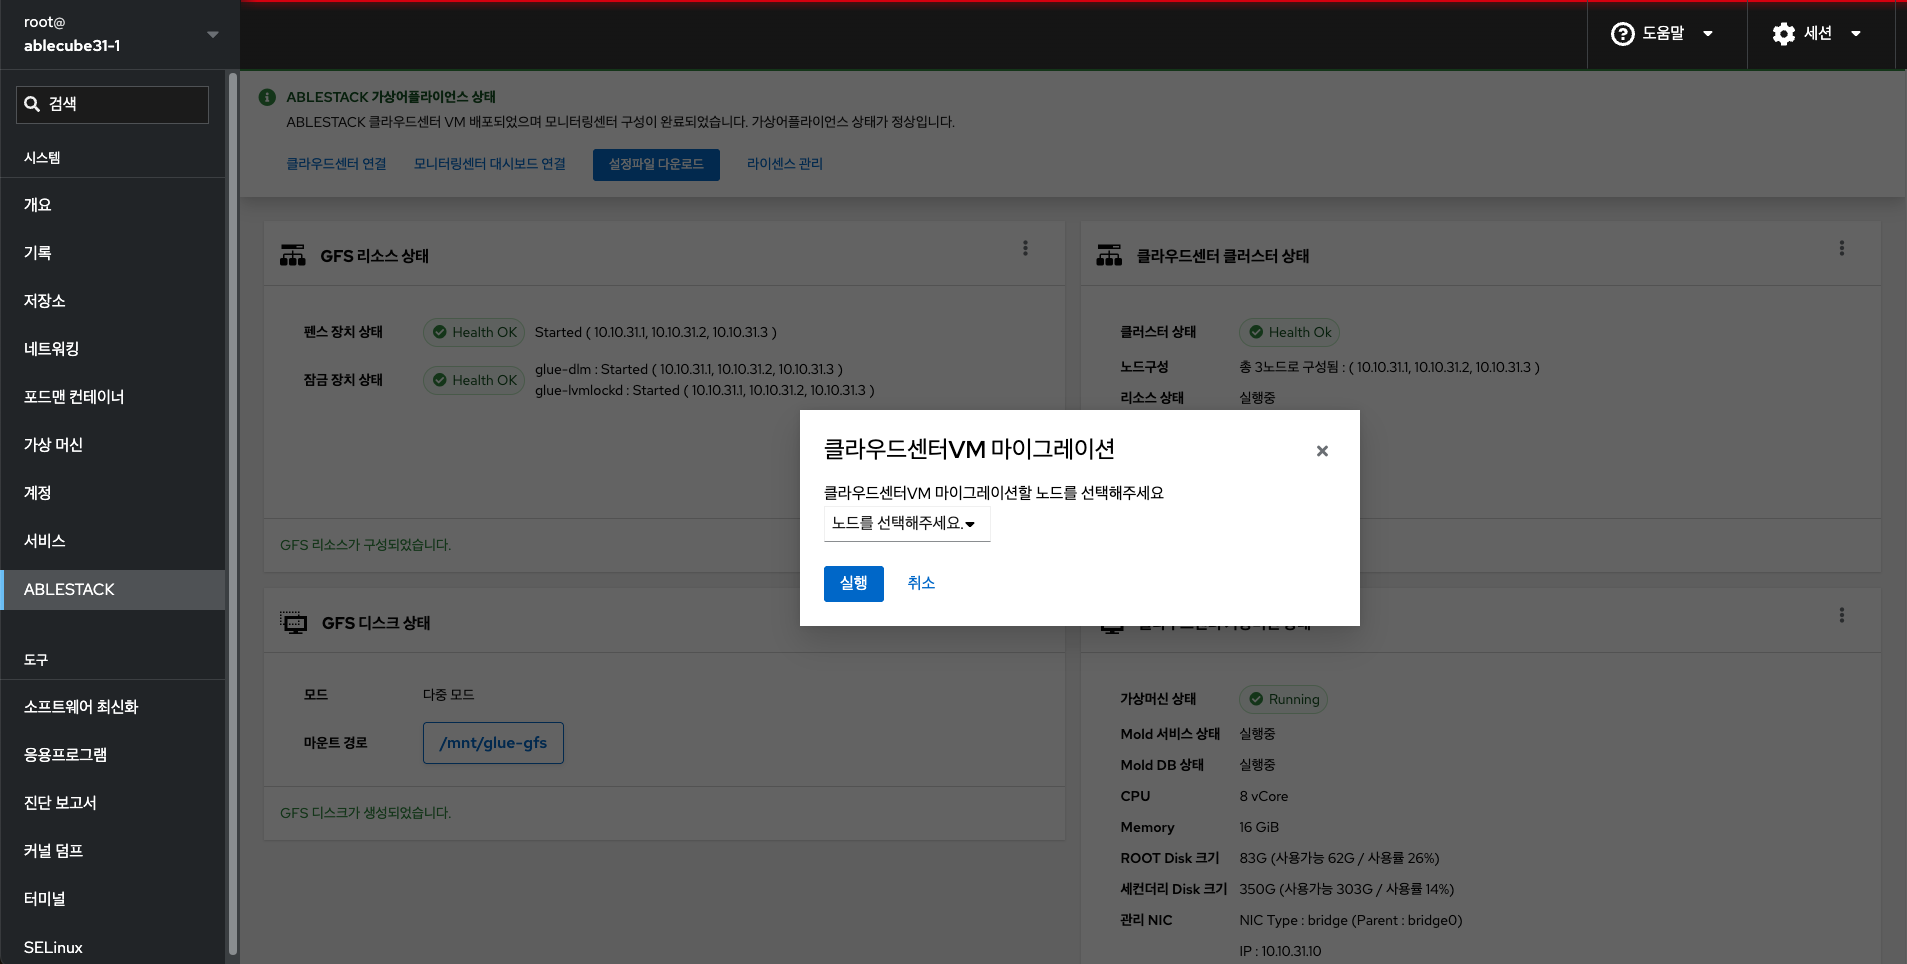 root@
ablecube31-1
도움말
세션
검색
시스템
개요
기록
저장소
네트워킹
포드맨 컨테이너
가상 머신
계정
서비스
ABLESTACK
도구
소프트웨어 최신화
응용프로그램
진단 보고서
커널 덤프
터미널
SELinux
ABLESTACK 가상어플라이언스 상태
ABLESTACK 클라우드센터 VM 배포되었으며 모니터링센터 구성이 완료되었습니다. 가상어플라이언스 상태가 정상입니다.
클라우드센터 연결 모니터링센터 대시보드 연결 설정파일 다운로드 라이센스 관리
GFS 리소스 상태
펜스 장치 상태 Health OK Started ( 10.10.31.1, 10.10.31.2, 10.10.31.3 )
잠금 장치 상태 Health OK glue-dlm : Started ( 10.10.31.1, 10.10.31.2, 10.10.31.3 )
glue-lvmlockd : Started ( 10.10.31.1, 10.10.31.2, 10.10.31.3 )
GFS 리소스가 구성되었습니다.
클라우드센터 클러스터 상태
클러스터 상태 Health Ok
노드구성 총 3노드로 구성됨 : ( 10.10.31.1, 10.10.31.2, 10.10.31.3 )
리소스 상태 실행중
클라우드센터VM 마이그레이션
클라우드센터VM 마이그레이션할 노드를 선택해주세요
노드를 선택해주세요.
실행 취소
GFS 디스크 상태
모드 다중 모드
마운트 경로 /mnt/glue-gfs
GFS 디스크가 생성되었습니다.
가상머신 상태 Running
Mold 서비스 상태 실행중
Mold DB 상태 실행중
CPU 8 vCore
Memory 16 GiB
ROOT Disk 크기 83G (사용가능 62G / 사용률 26%)
세컨더리 Disk 크기 350G (사용가능 303G / 사용률 14%)
관리 NIC NIC Type : bridge (Parent : bridge0)
IP : 10.10.31.10